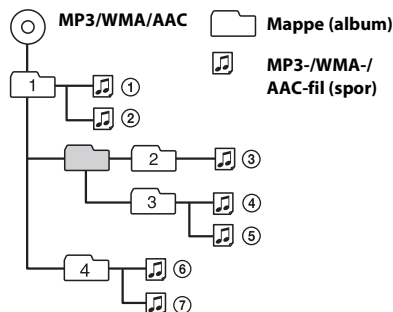 MP3/WMA/AAC
Mappe (album)
MP3-/WMA-/
AAC-fil (spor)
1
①
②
2
③
3
④
⑤
4
⑥
⑦